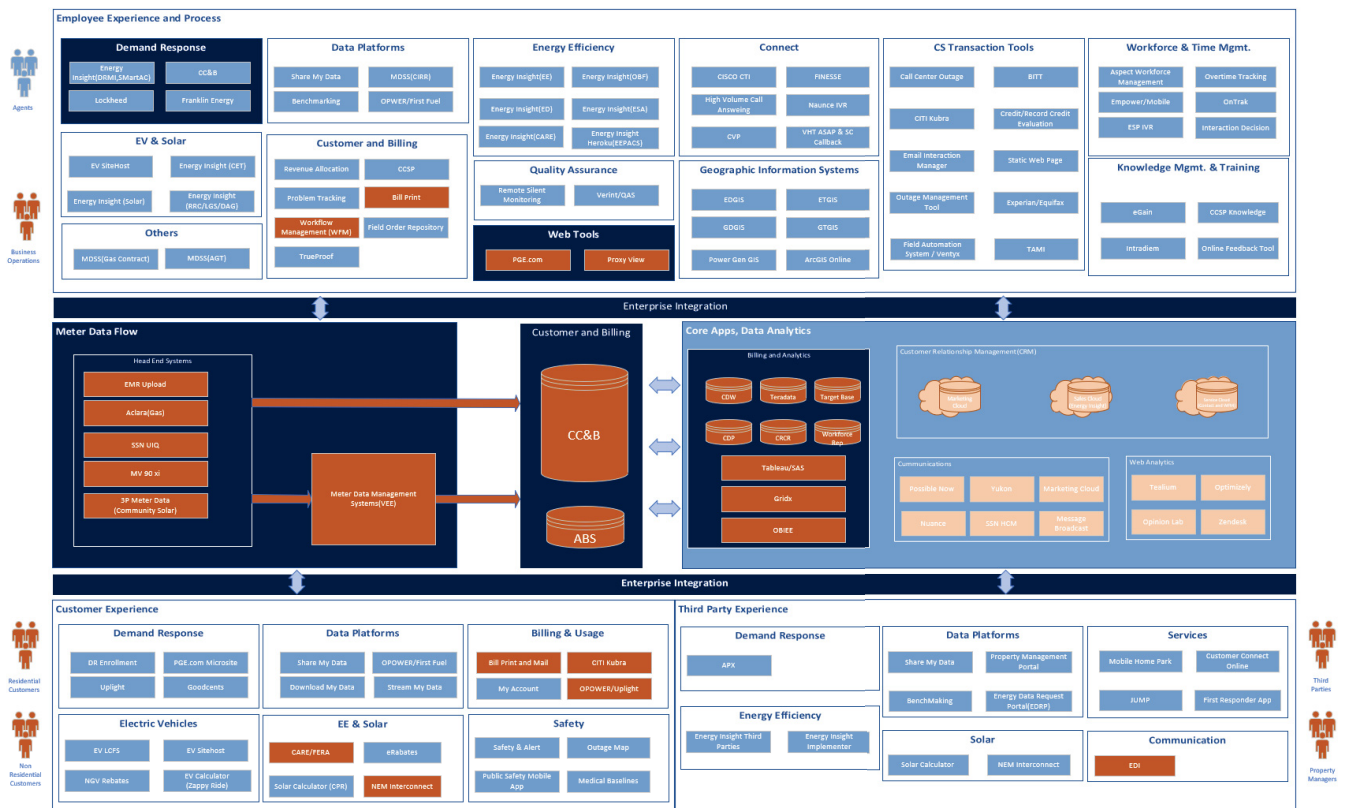 Employee Experience and Process
Agents
Business
Operations
Demand Response
Energy
Insight(DRMI,SMartAC)
CC&B
Lockheed
Franklin Energy
Data Platforms
Share My Data
MDSS(CIRR)
Benchmarking
OPWER/First Fuel
Energy Efficiency
Energy Insight(EE)
Energy Insight(OBF)
Energy Insight(ED)
Energy Insight(ESA)
Energy Insight(CARE)
Energy Insight
Heroku(EEPACS)
Connect
CISCO CTI
FINESSE
High Volume Call
Answeing
Naunce IVR
CVP
VHT ASAP & SC
Callback
CS Transaction Tools
Call Center Outage
BITT
CITI Kubra
Credit/Record Credit
Evaluation
Email Interaction
Manager
Static Web Page
Outage Management
Tool
Experian/Equifax
Field Automation
System / Ventyx
TAMI
Workforce & Time Mgmt.
Aspect Workforce
Management
Overtime Tracking
Empower/Mobile
OnTrak
ESP IVR
Interaction Decision
EV & Solar
EV SiteHost
Energy Insight (CET)
Energy Insight (Solar)
Energy Insight
(RRC/LGS/DAG)
Others
MDSS(Gas Contract)
MDSS(AGT)
Customer and Billing
Revenue Allocation
CCSP
Problem Tracking
Bill Print
Workflow
Management (WFM)
Field Order Repository
TrueProof
Quality Assurance
Remote Silent
Monitoring
Verint/QAS
Web Tools
PGE.com
Proxy View
Geographic Information Systems
EDGIS
ETGIS
GDGIS
GTGIS
Power Gen GIS
ArcGIS Online
Knowledge Mgmt. & Training
eGain
CCSP Knowledge
Intradiem
Online Feedback Tool
Enterprise Integration
Meter Data Flow
Head End Systems
EMR Upload
Aclara(Gas)
SSN UIQ
MV 90 xi
3P Meter Data
(Community Solar)
Meter Data Management
Systems(VEE)
Customer and Billing
CC&B
ABS
Core Apps, Data Analytics
Billing and Analytics
CDW
Teradata
Target Base
CDP
CRCR
Workforce
Rep
Tableau/SAS
Gridx
OBIEE
Customer Relationship Management(CRM)
Marketing
Cloud
Sales Cloud
Energy Insight
Communications
Possible Now
Yukon
Marketing Cloud
Nuance
SSN HCM
Message
Broadcast
Web Analytics
Tealium
Optimizely
Opinion Lab
Zendesk
Enterprise Integration
Customer Experience
Residential
Customers
Non
Residential
Customers
Demand Response
DR Enrollment
PGE.com Microsite
Uplight
Goodcents
Data Platforms
Share My Data
OPOWER/First Fuel
Download My Data
Stream My Data
Billing & Usage
Bill Print and Mail
CITI Kubra
My Account
OPOWER/Uplight
Electric Vehicles
EV LCFS
EV Sitehost
NGV Rebates
EV Calculator
(Zappy Ride)
EE & Solar
CARE/FERA
eRabates
Solar Calculator (CPR)
NEM Interconnect
Safety
Safety & Alert
Outage Map
Public Safety Mobile
App
Medical Baselines
Third Party Experience
Demand Response
APX
Energy Efficiency
Energy Insight Third
Parties
Energy Insight
Implementer
Data Platforms
Share My Data
Property Management
Portal
BenchMaking
Energy Data Request
Portal(EDRP)
Solar
Solar Calculator
NEM Interconnect
Services
Mobile Home Park
Customer Connect
Online
JUMP
First Responder App
Communication
EDI
Third
Parties
Property
Managers